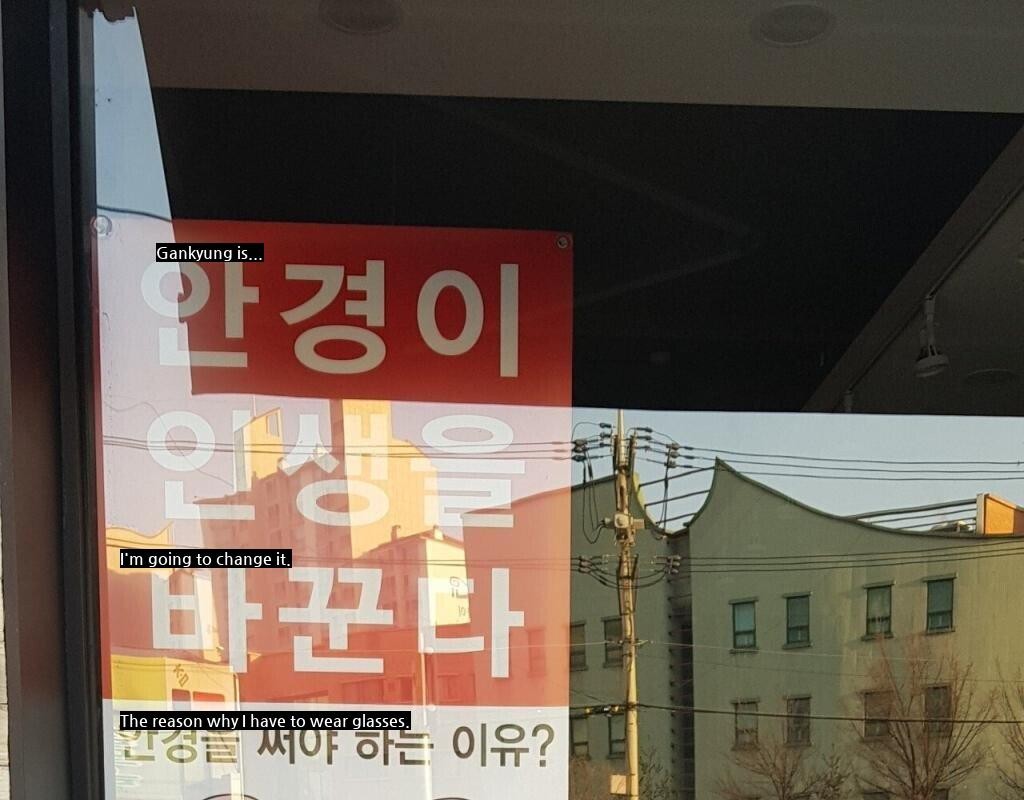 Gankyung is...
안경이
인생을
I'm going to change it.
바꾼다
The reason why I have to wear glasses.
안경을 써야 하는 이유?